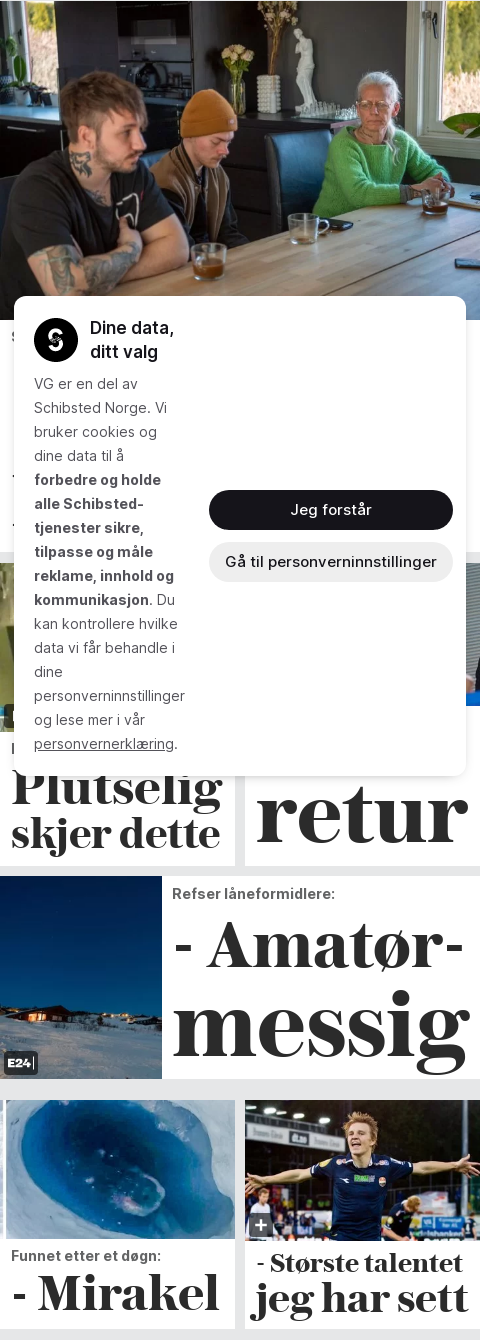 Dine data,
ditt valg
VG er en del av
Schibsted Norge. Vi
bruker cookies og
dine data til å
forbedre og holde
alle Schibsted-
tjenester sikre,
tilpasse og måle
reklame, innhold og
kommunikasjon. Du
kan kontrollere hvilke
data vi får behandle i
dine
personverninnstillinger
og lese mer i vår
personvernerklæring.
Jeg forstår
Gå til personverninnstillinger
Plutselig
skjer dette
retur
Refser låneformidlere:
- Amatør-
messig
E24
Funnet etter et døgn:
- Mirakel
- Største talentet
jeg har sett